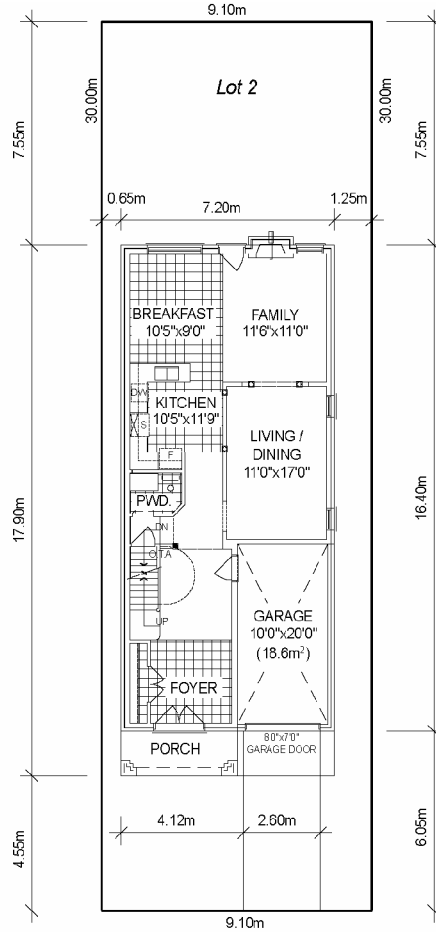 9.10m
Lot 2
7.55m
30.00m
30.00m
7.55m
0.65m
7.20m
1.25m
BREAKFAST
10'5"x9'0"
FAMILY
11'6"x11'0"
DW
KITCHEN
10'5"x11'9"
S
F
LIVING /
DINING
11'0"x17'0"
17.90m
16.40m
PWD.
DN
O.T.A
UP
GARAGE
10'0"x20'0"
(18.6m²)
FOYER
PORCH
8'0"x7'0"
GARAGE DOOR
4.12m
2.60m
4.55m
6.05m
9.10m